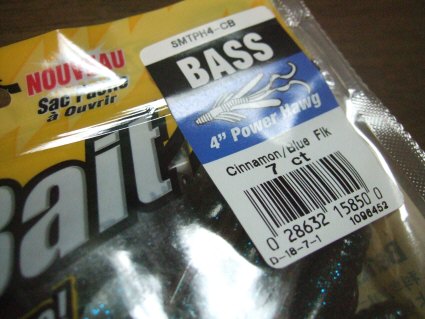 NOUVEAU
Sac Facile
à Ouvrir
Bait
SMTPH4-CB
BASS
4" Power Hawg
Cinnamon/Blue Flk
7 ct
0 28632 15850 0
D-18-7-1 1096452